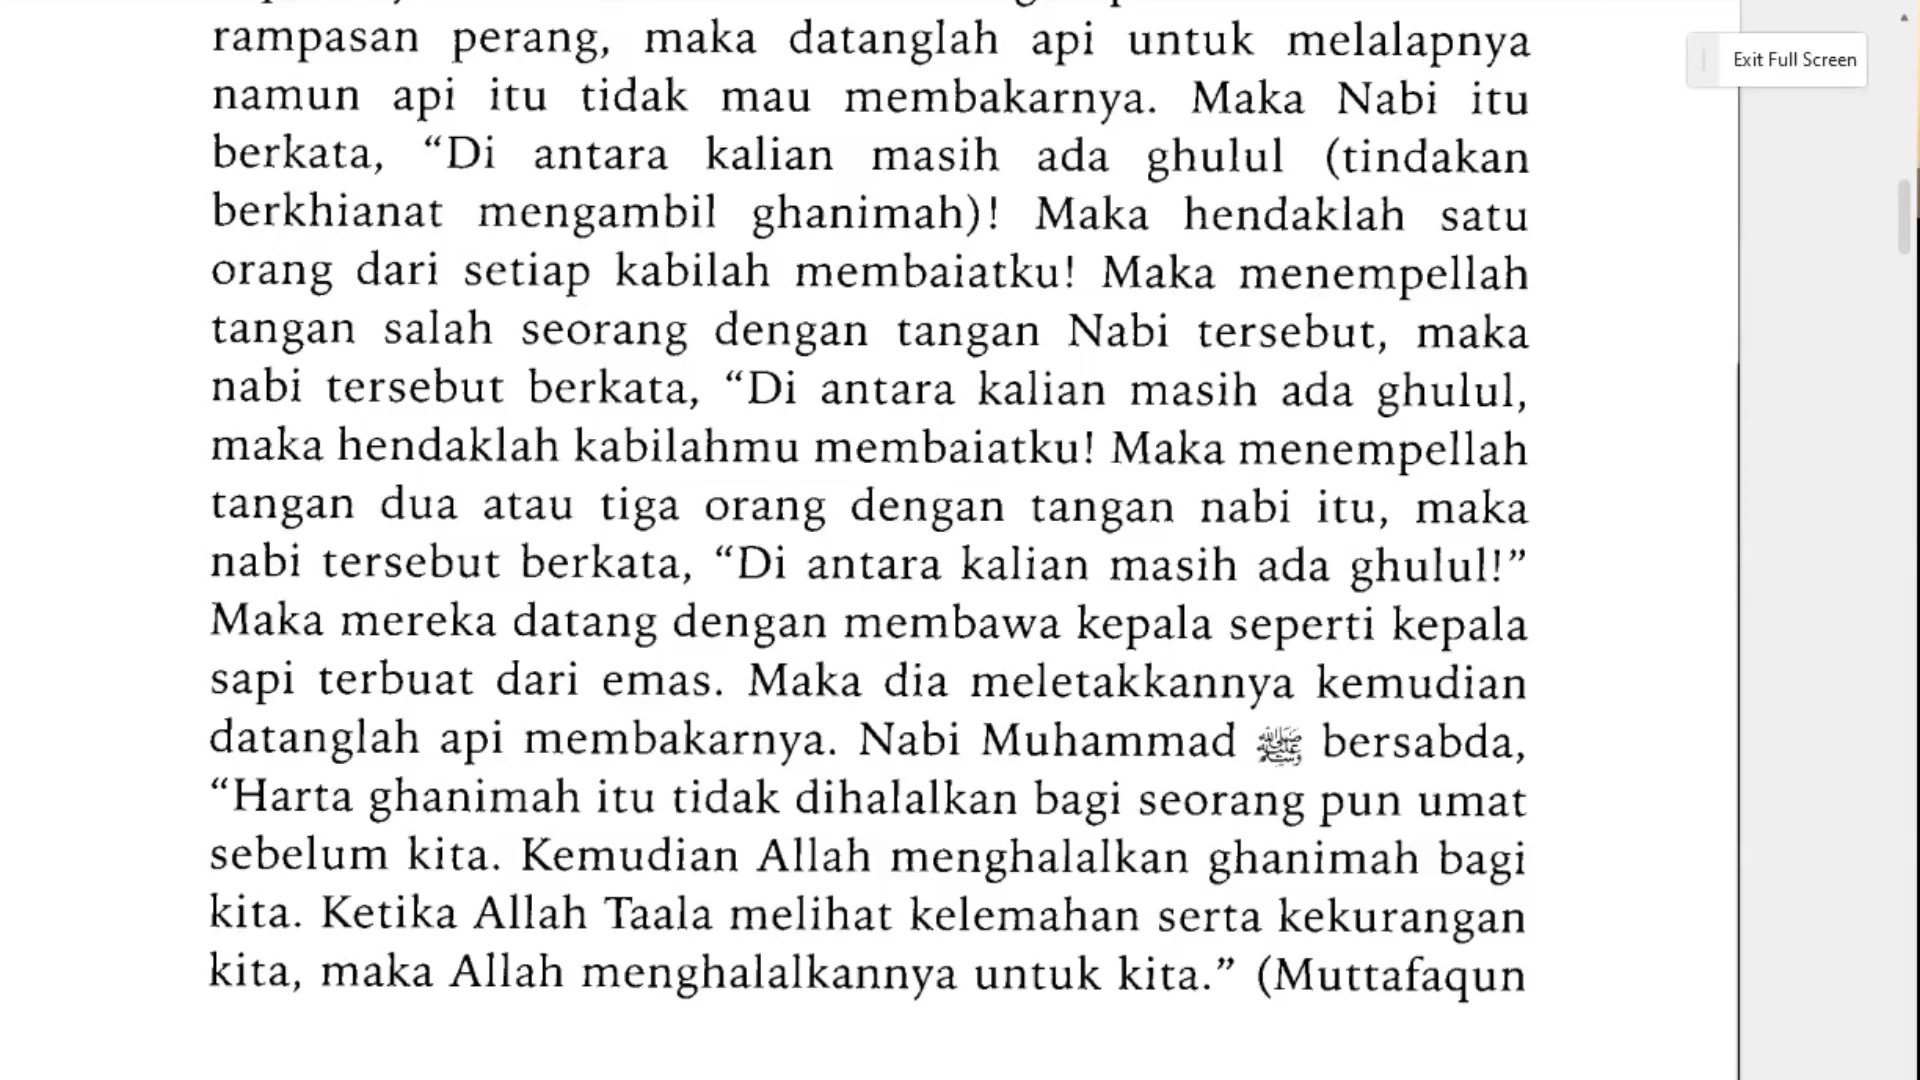 rampasan perang, maka datanglah api untuk melalapnya
namun api itu tidak mau membakarnya. Maka Nabi itu
berkata, “Di antara kalian masih ada ghulul (tindakan
berkhianat mengambil ghanimah)! Maka hendaklah satu
orang dari setiap kabilah membaiatku! Maka menempellah
tangan salah seorang dengan tangan Nabi tersebut, maka
nabi tersebut berkata, “Di antara kalian masih ada ghulul,
maka hendaklah kabilahmu membaiatku! Maka menempellah
tangan dua atau tiga orang dengan tangan nabi itu, maka
nabi tersebut berkata, “Di antara kalian masih ada ghulul!”
Maka mereka datang dengan membawa kepala seperti kepala
sapi terbuat dari emas. Maka dia meletakkannya kemudian
datanglah api membakarnya. Nabi Muhammad ﷺ bersabda,
“Harta ghanimah itu tidak dihalalkan bagi seorang pun umat
sebelum kita. Kemudian Allah menghalalkan ghanimah bagi
kita. Ketika Allah Taala melihat kelemahan serta kekurangan
kita, maka Allah menghalalkannya untuk kita.” (Muttafaqun
Exit Full Screen